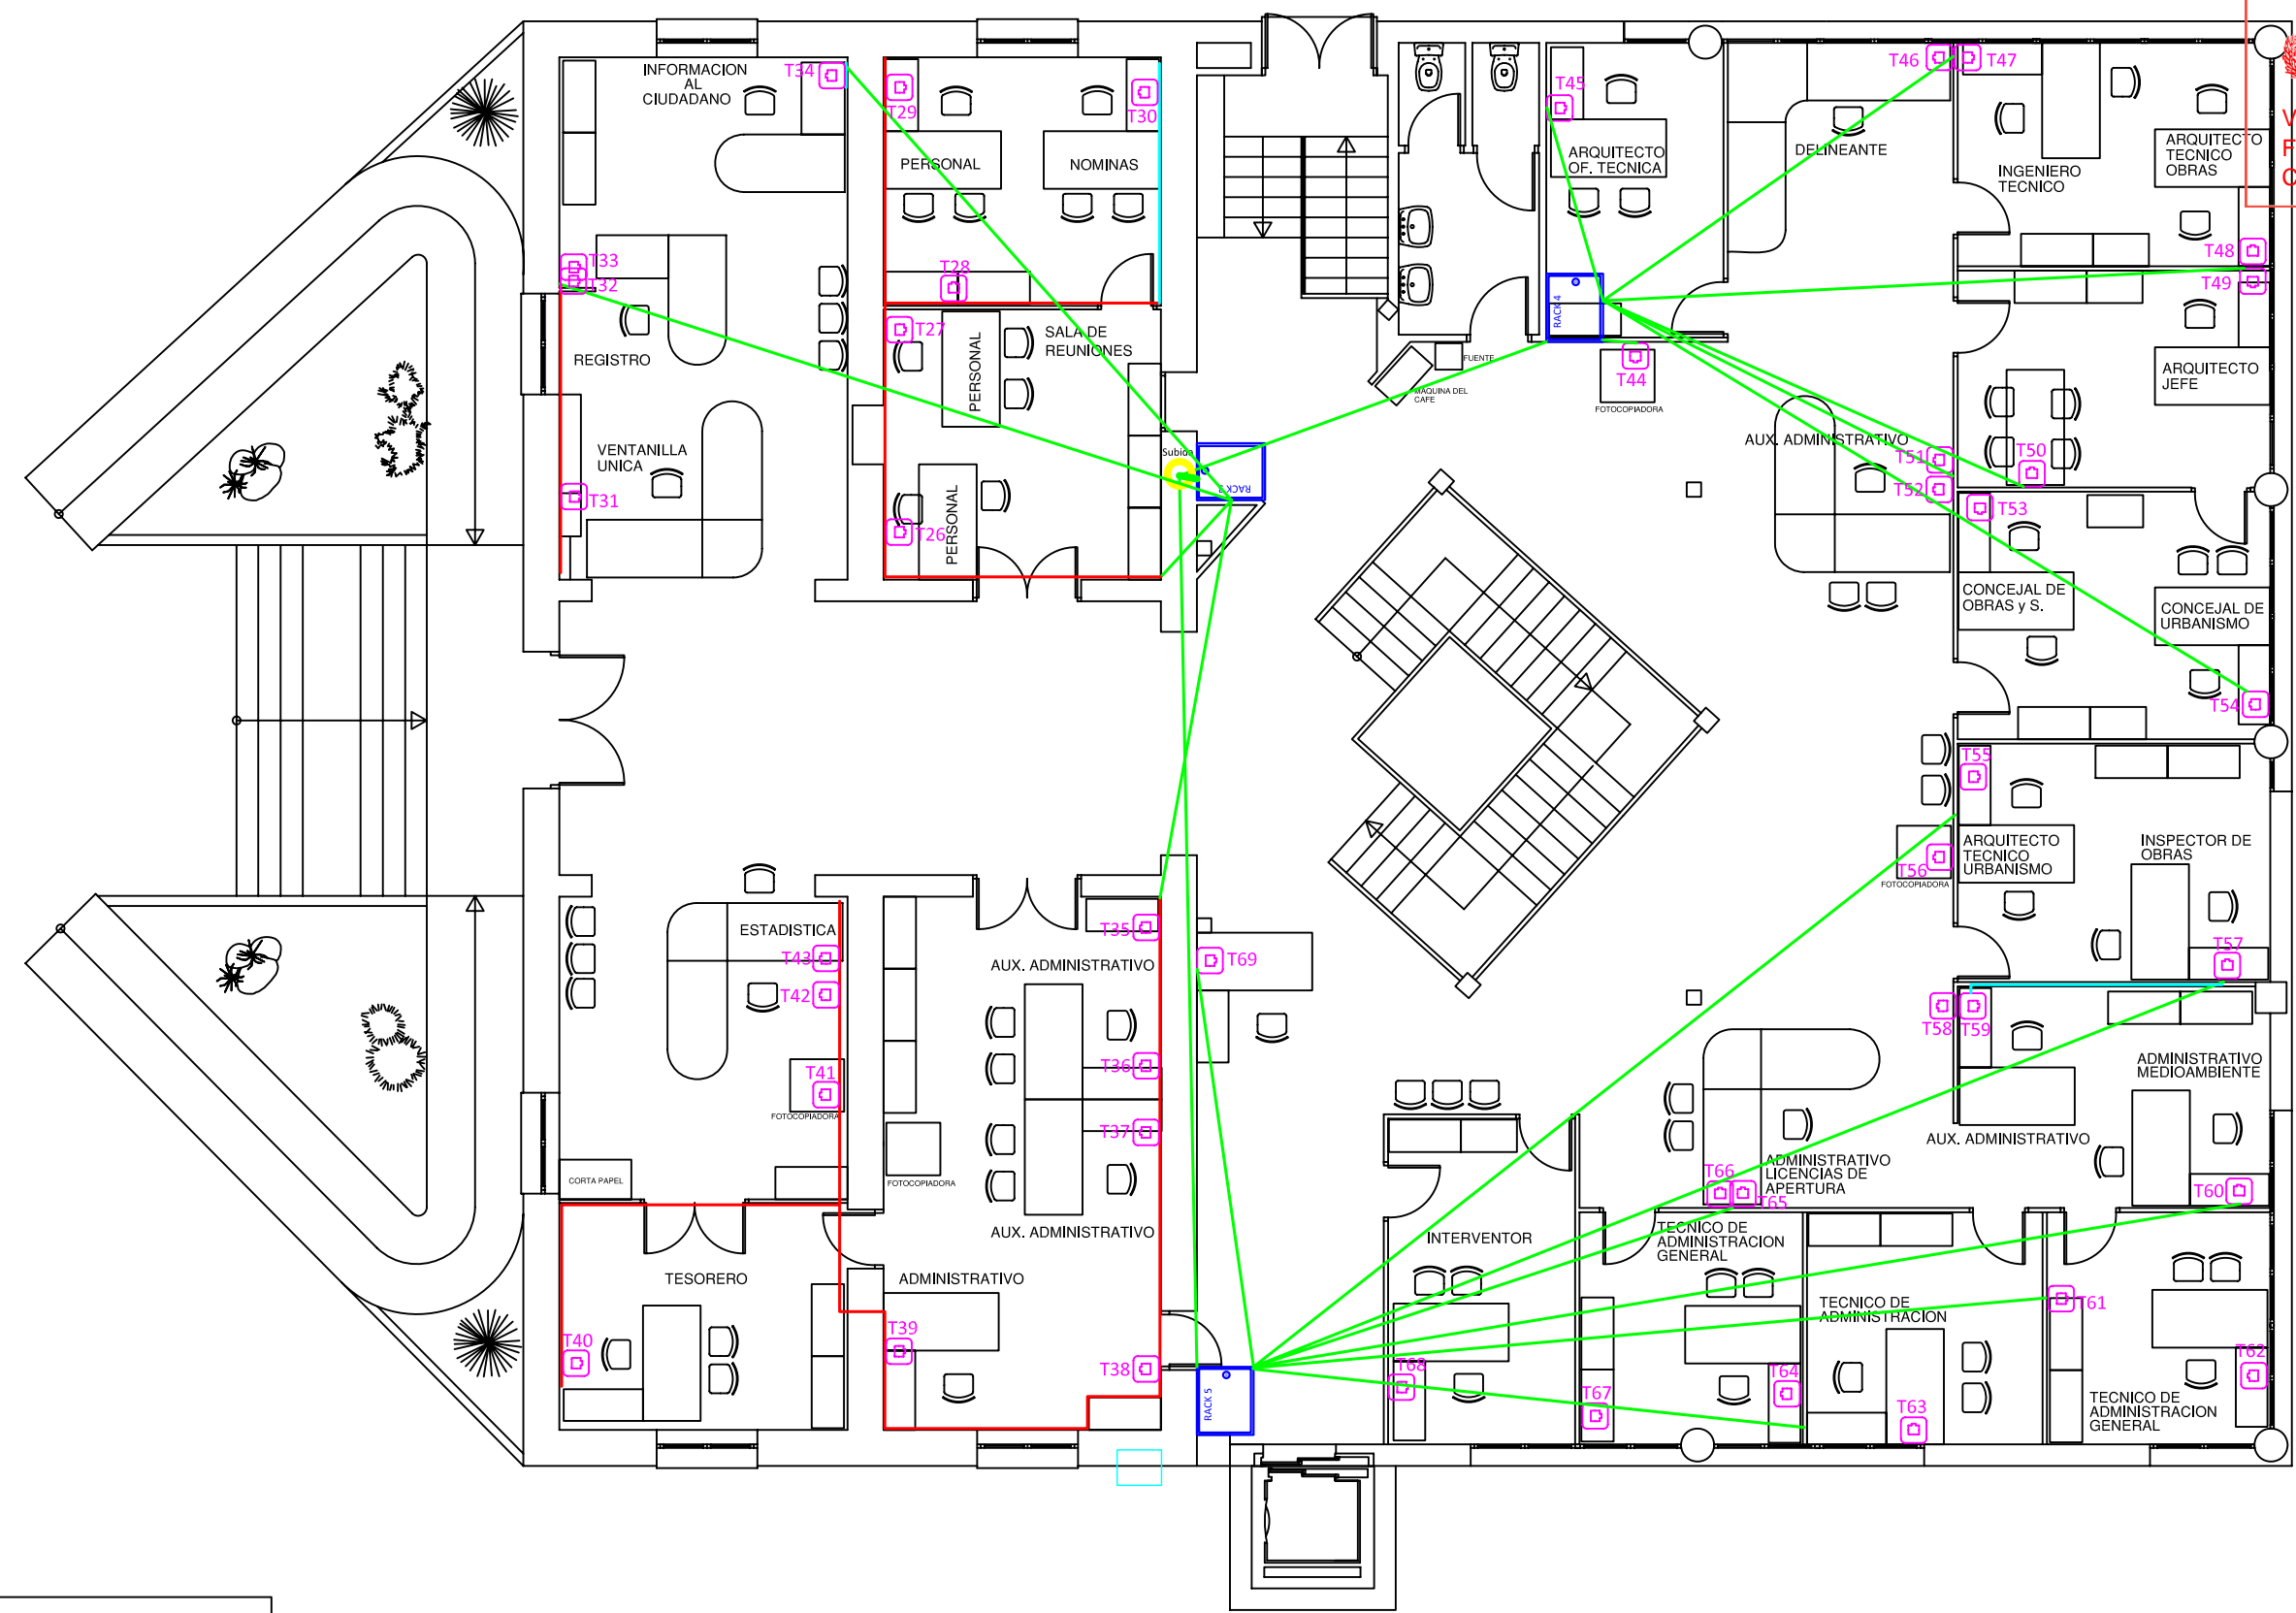 INFORMACION
AL
CIUDADANO
T34
T29
T30
PERSONAL
NOMINAS
T28
T33
T32
REGISTRO
T27
PERSONAL
SALA DE
REUNIONES
VENTANILLA
UNICA
T31
T26
PERSONAL
Subida
RACK 4
FUENTE
MAQUINA DEL
CAFE
T44
FOTOCOPIADORA
T45
ARQUITECTO
OF. TECNICA
DELINEANTE
T46
T47
INGENIERO
TECNICO
ARQUITECTO
TECNICO
OBRAS
T48
T49
ARQUITECTO
JEFE
AUX. ADMINISTRATIVO
T51
T50
T52
T53
CONCEJAL DE
OBRAS y S.
CONCEJAL DE
URBANISMO
T54
T55
ARQUITECTO
TECNICO
URBANISMO
INSPECTOR DE
OBRAS
T56
FOTOCOPIADORA
T57
T58
T59
ADMINISTRATIVO
MEDIOAMBIENTE
AUX. ADMINISTRATIVO
T60
ADMINISTRATIVO
LICENCIAS DE
APERTURA
T66
T65
ESTADISTICA
T43
T42
T41
FOTOCOPIADORA
CORTA PAPEL
T35
AUX. ADMINISTRATIVO
T69
T36
T37
FOTOCOPIADORA
AUX. ADMINISTRATIVO
TESORERO
ADMINISTRATIVO
T40
T39
T38
RACK 5
INTERVENTOR
T68
TECNICO DE
ADMINISTRACION
GENERAL
T67
T64
TECNICO DE
ADMINISTRACION
T63
T61
T62
TECNICO DE
ADMINISTRACION
GENERAL